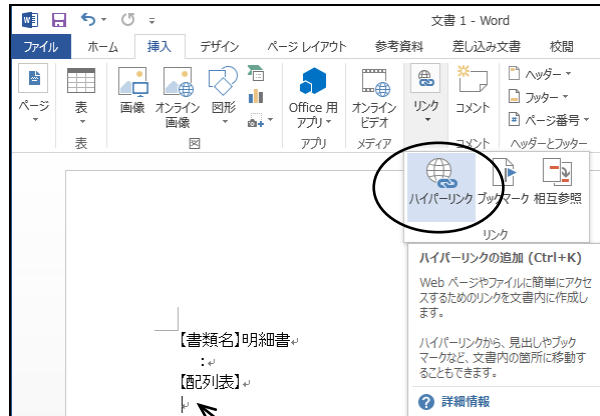 文書 1 - Word
ファイル ホーム 挿入 デザイン ページ レイアウト 参考資料 差し込み文書 校閲
ページ
表
画像
オンライン
画像
図形
Office 用
アプリ
オンライン
ビデオ
リンク
コメント
ヘッダー
フッター
ページ番号
表 図 アプリ メディア コメント ヘッダーとフッター
ハイパーリンク ブックマーク 相互参照
リンク
ハイパーリンクの追加 (Ctrl+K)
Web ページやファイルに簡単にアクセ
スするためのリンクを文書内に作成し
ます。
ハイパーリンクから、見出しやブック
マークなど、文書内の箇所に移動す
ることもできます。
詳細情報
【書類名】明細書
：
【配列表】